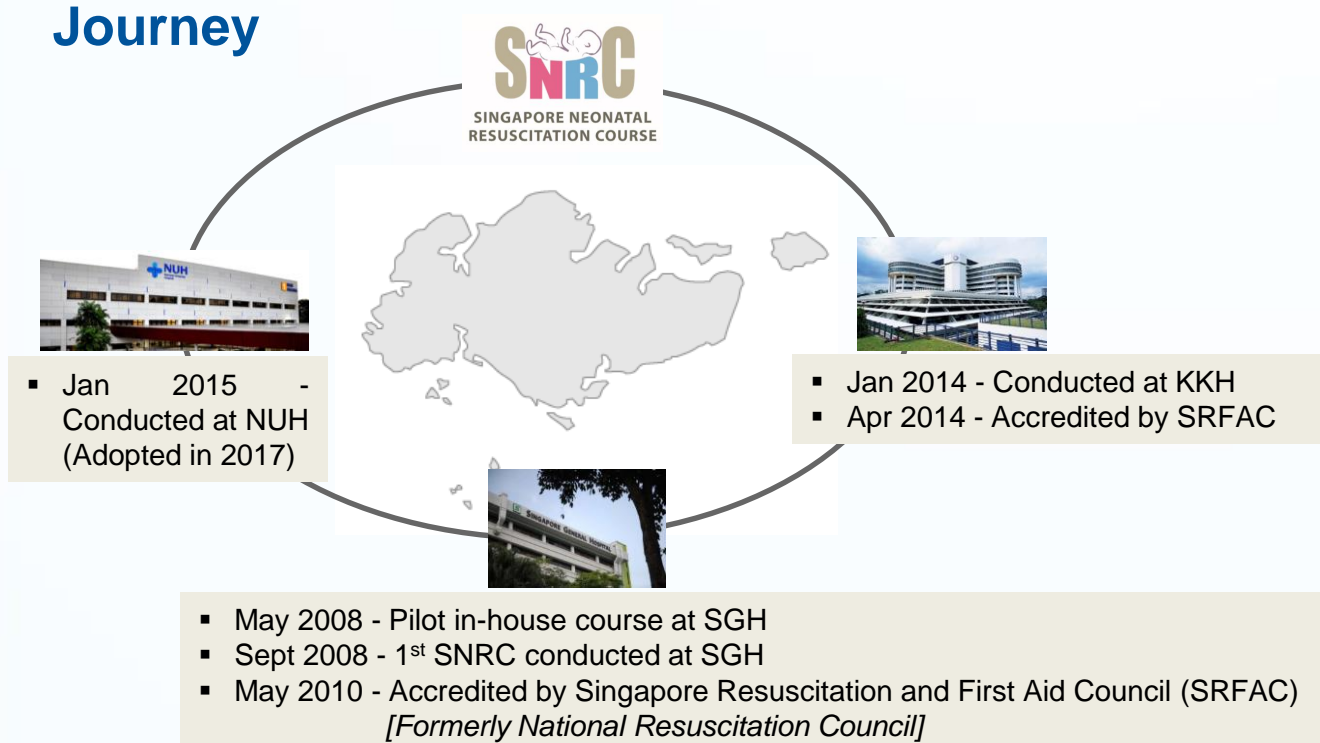 Journey
SNRC
SINGAPORE NEONATAL
RESUSCITATION COURSE
NUH
▪ Jan 2015 -
Conducted at NUH
(Adopted in 2017)
▪ Jan 2014 - Conducted at KKH
▪ Apr 2014 - Accredited by SRFAC
SINGAPORE GENERAL HOSPITAL
▪ May 2008 - Pilot in-house course at SGH
▪ Sept 2008 - 1st SNRC conducted at SGH
▪ May 2010 - Accredited by Singapore Resuscitation and First Aid Council (SRFAC)
[Formerly National Resuscitation Council]